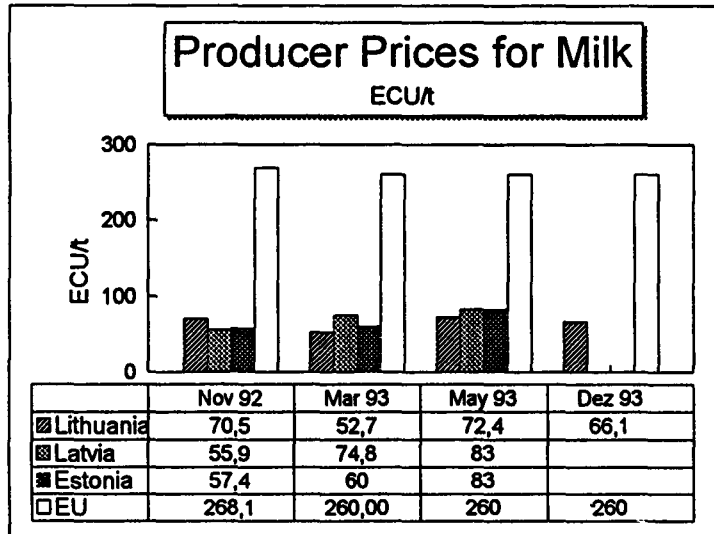 Producer Prices for Milk
ECU/t
300
200
100
0
ECU/t
Nov 92 Mar 93 May 93 Dez 93
Lithuania 70,5 52,7 72,4 66,1
Latvia 55,9 74,8 83
Estonia 57,4 60 83
EU 268,1 260,00 260 260